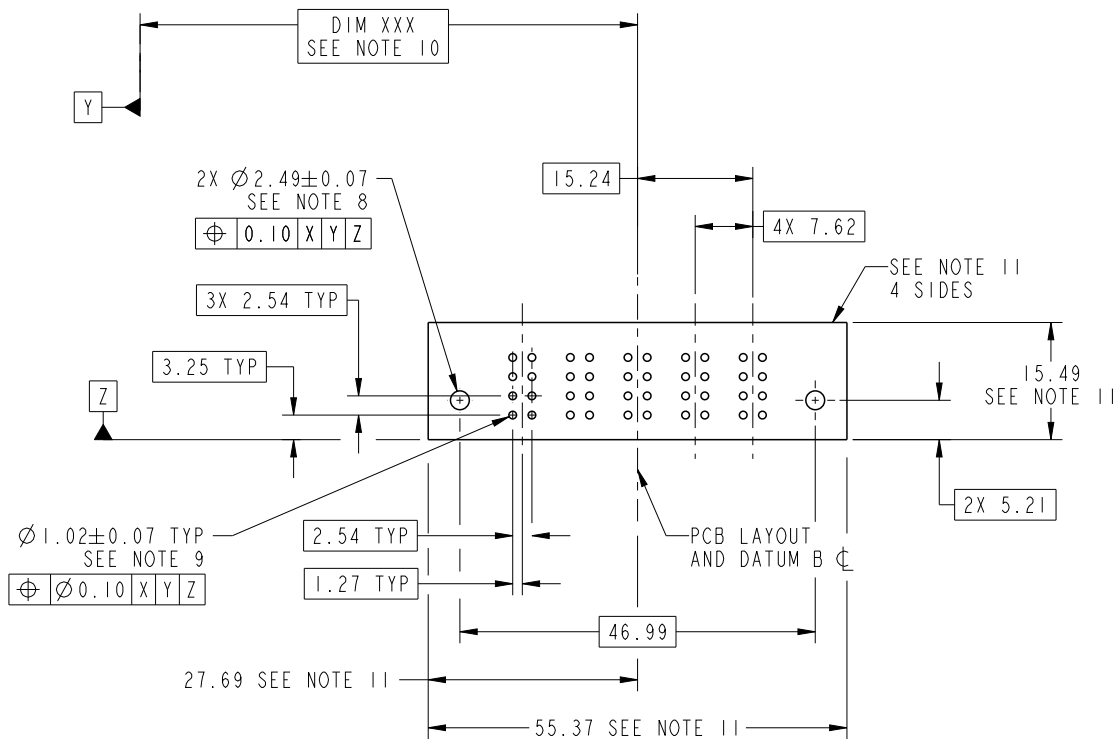 DIM XXX
SEE NOTE 10
Y
15.24
2X Ø2.49±0.07
SEE NOTE 8
⌖ 0.10 X Y Z
4X 7.62
SEE NOTE 11
4 SIDES
3X 2.54 TYP
3.25 TYP
15.49
SEE NOTE 11
Z
2X 5.21
Ø1.02±0.07 TYP
SEE NOTE 9
⌖ Ø0.10 X Y Z
2.54 TYP
PCB LAYOUT
AND DATUM B ℄
1.27 TYP
46.99
27.69 SEE NOTE 11
55.37 SEE NOTE 11